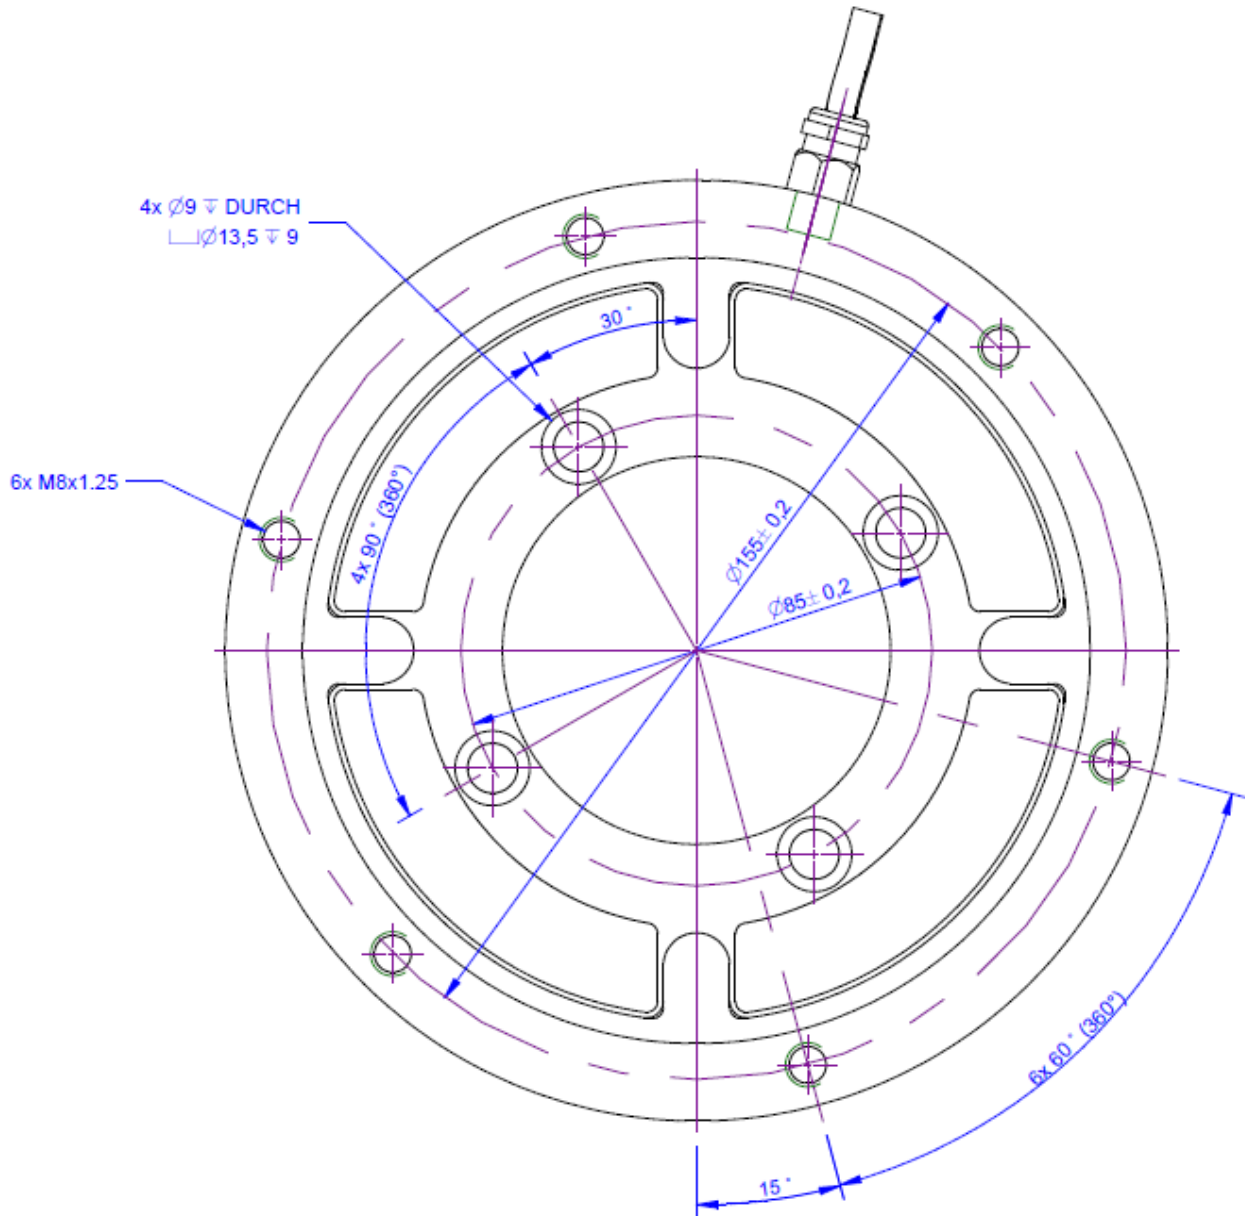 4x Ø9 ↧ DURCH
⌴Ø13,5 ↧ 9
30°
6x M8x1.25
4x 90° (360°)
Ø155± 0,2
Ø85± 0,2
6x 60° (360°)
15°